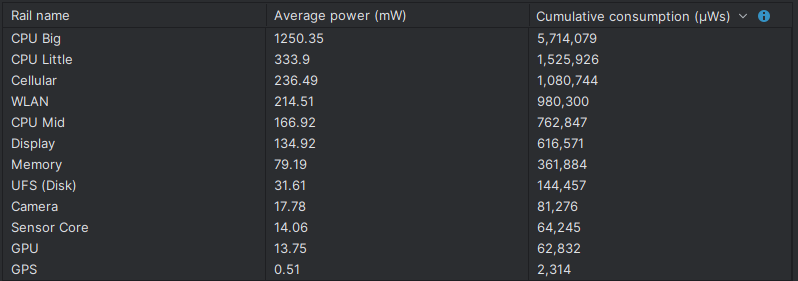 Rail name Average power (mW) Cumulative consumption (µWs)
CPU Big 1250.35 5,714,079
CPU Little 333.9 1,525,926
Cellular 236.49 1,080,744
WLAN 214.51 980,300
CPU Mid 166.92 762,847
Display 134.92 616,571
Memory 79.19 361,884
UFS (Disk) 31.61 144,457
Camera 17.78 81,276
Sensor Core 14.06 64,245
GPU 13.75 62,832
GPS 0.51 2,314